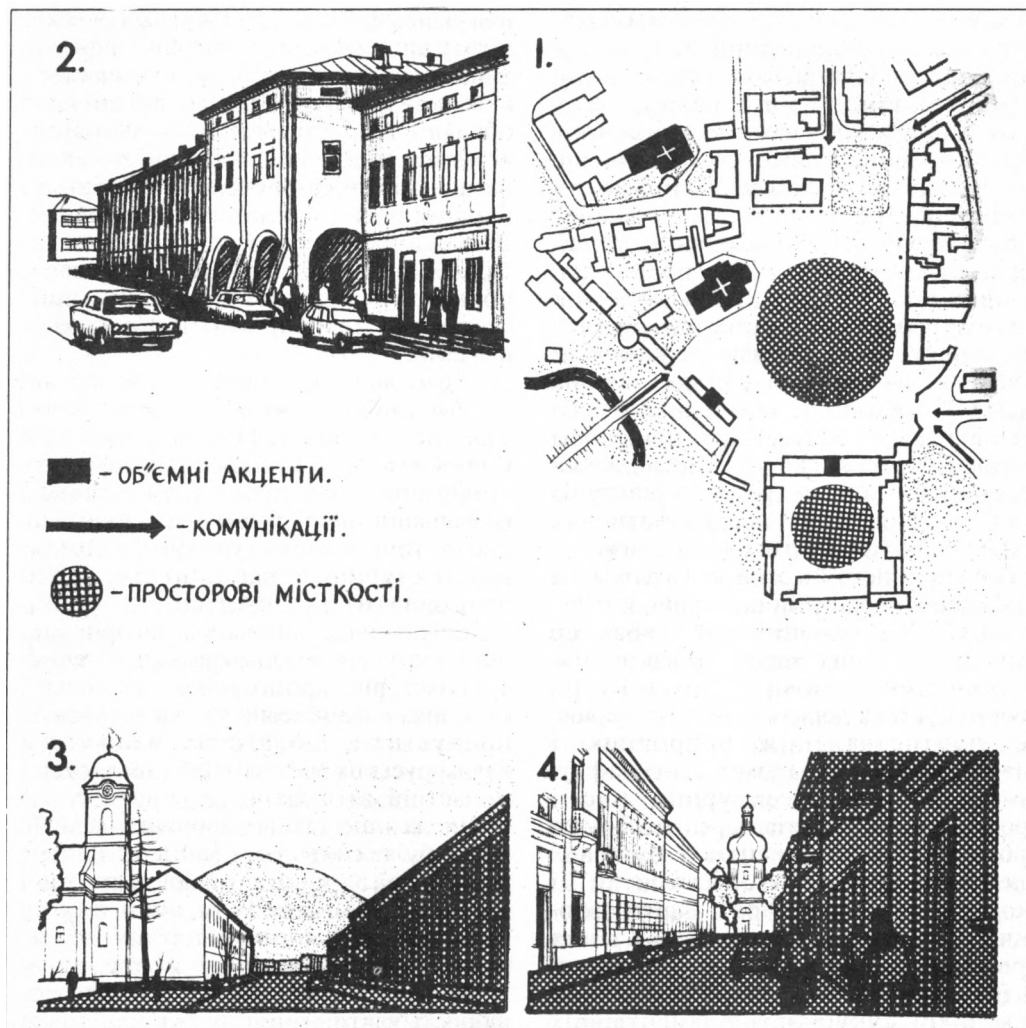 2.
1.
- ОБ"ЄМНІ АКЦЕНТИ.
- КОМУНІКАЦІЇ.
- ПРОСТОРОВІ МІСТКОСТІ.
3.
4.